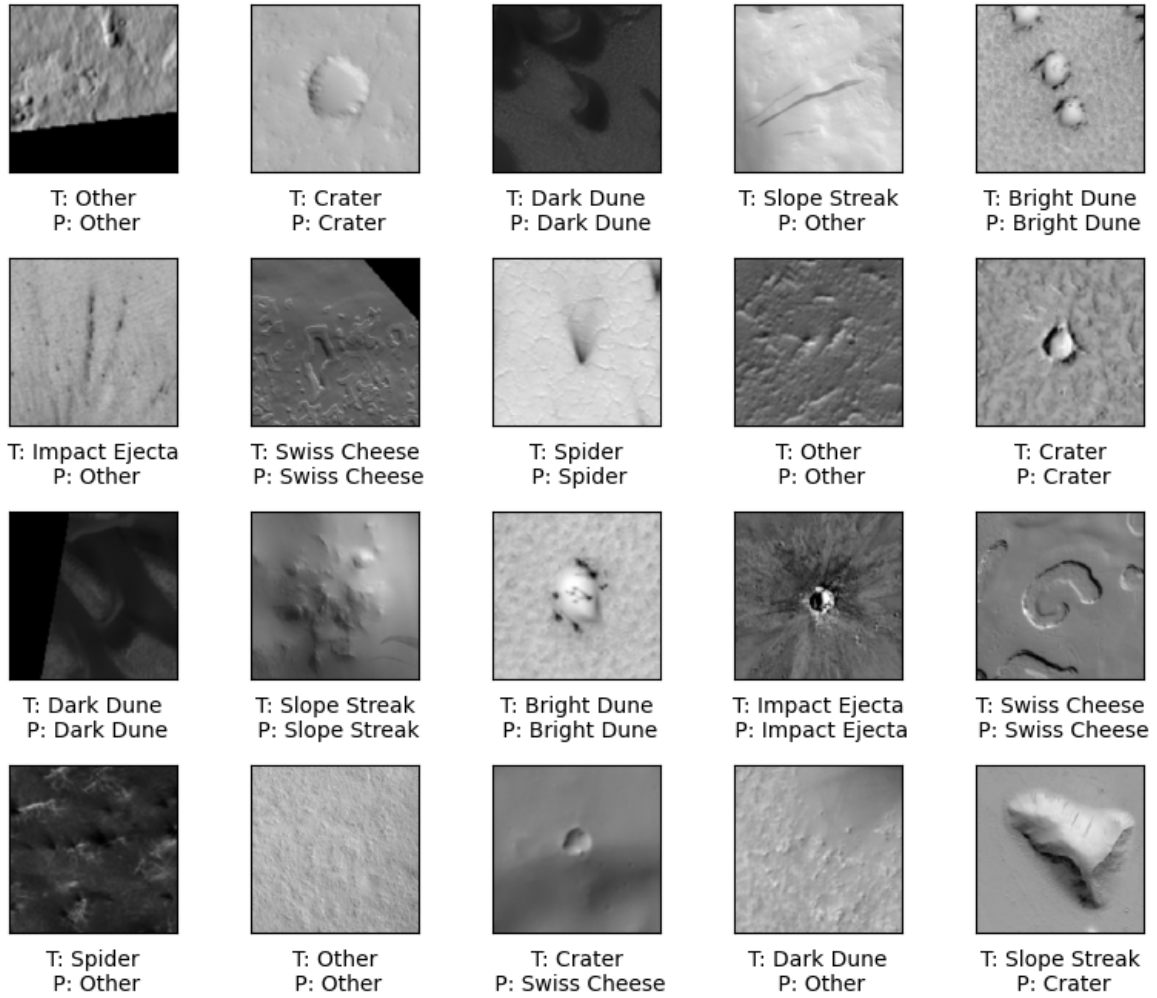 T: Other
P: Other
T: Crater
P: Crater
T: Dark Dune
P: Dark Dune
T: Slope Streak
P: Other
T: Bright Dune
P: Bright Dune
T: Impact Ejecta
P: Other
T: Swiss Cheese
P: Swiss Cheese
T: Spider
P: Spider
T: Other
P: Other
T: Crater
P: Crater
T: Dark Dune
P: Dark Dune
T: Slope Streak
P: Slope Streak
T: Bright Dune
P: Bright Dune
T: Impact Ejecta
P: Impact Ejecta
T: Swiss Cheese
P: Swiss Cheese
T: Spider
P: Other
T: Other
P: Other
T: Crater
P: Swiss Cheese
T: Dark Dune
P: Other
T: Slope Streak
P: Crater